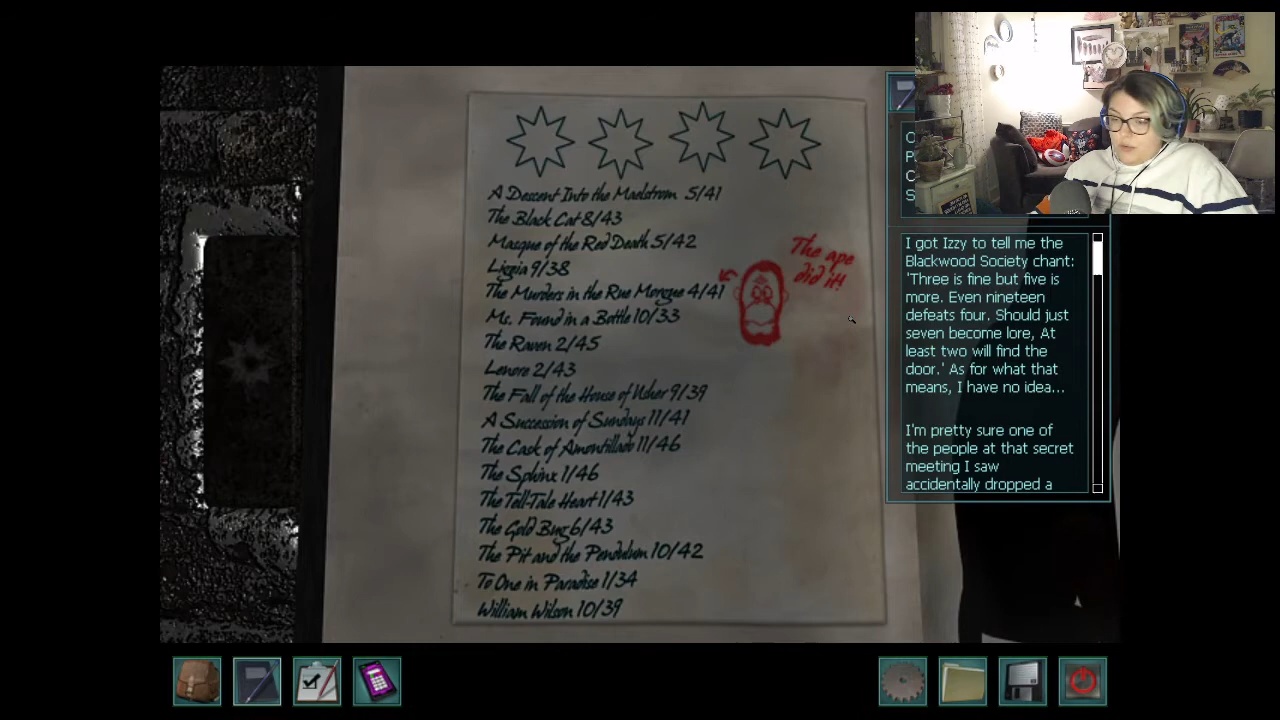 A Descent Into the Maelstrom 5/41
The Black Cat 8/43
Masque of the Red Death 5/42
Ligeia 9/38
The Murders in the Rue Morgue 4/41
Ms. Found in a Bottle 10/33
The Raven 2/45
Lenore 2/43
The Fall of the House of Usher 9/39
A Succession of Sundays 11/41
The Cask of Amontillado 11/46
The Sphinx 1/46
The Tell-Tale Heart 1/43
The Gold Bug 6/43
The Pit and the Pendulum 10/42
To One in Paradise 1/34
William Wilson 10/39
The ape
did it!
I got Izzy to tell me the
Blackwood Society chant:
'Three is fine but five is
more. Even nineteen
defeats four. Should just
seven become lore, At
least two will find the
door.' As for what that
means, I have no idea...
I'm pretty sure one of
the people at that secret
meeting I saw
accidentally dropped a